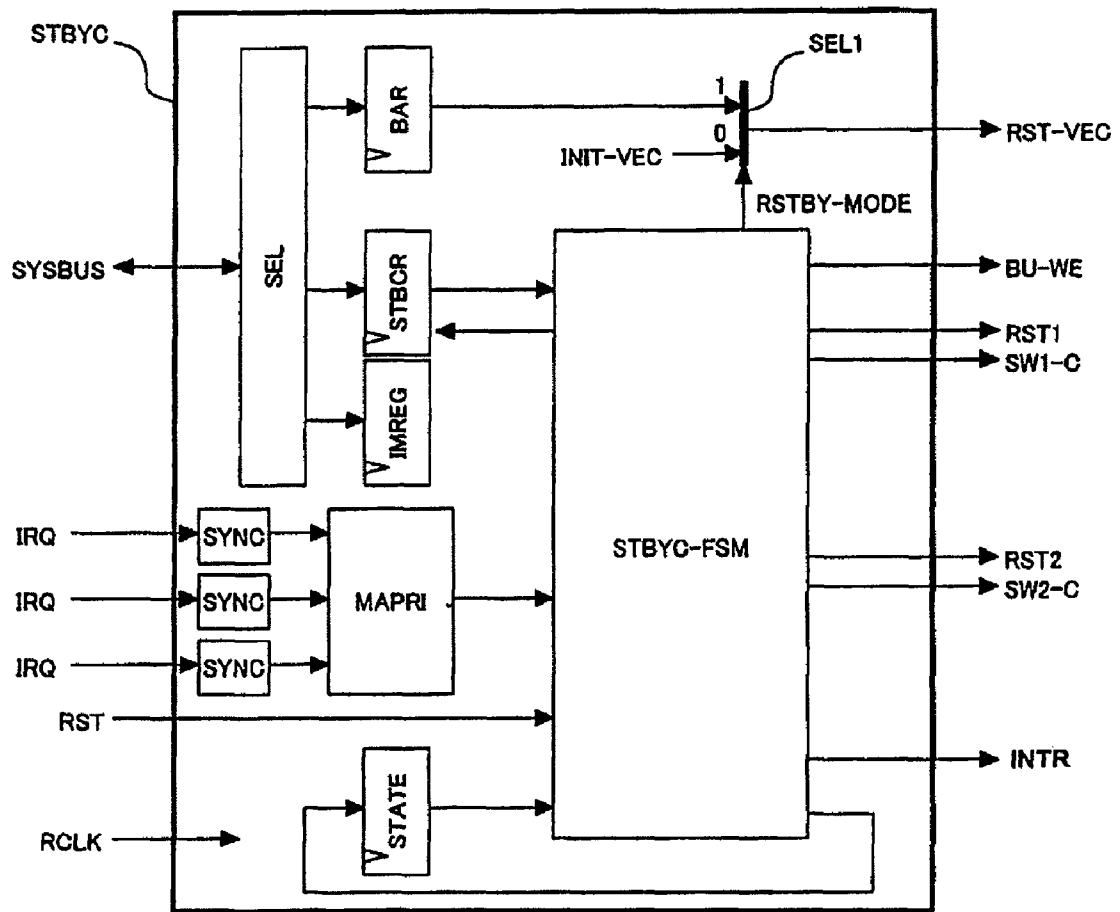 STBYC
SEL1
BAR
1
0
INIT-VEC
RST-VEC
RSTBY-MODE
SYSBUS
SEL
STBCR
BU-WE
RST1
SW1-C
IMREG
IRQ
SYNC
IRQ
SYNC
MAPRI
STBYC-FSM
RST2
SW2-C
IRQ
SYNC
RST
INTR
STATE
RCLK